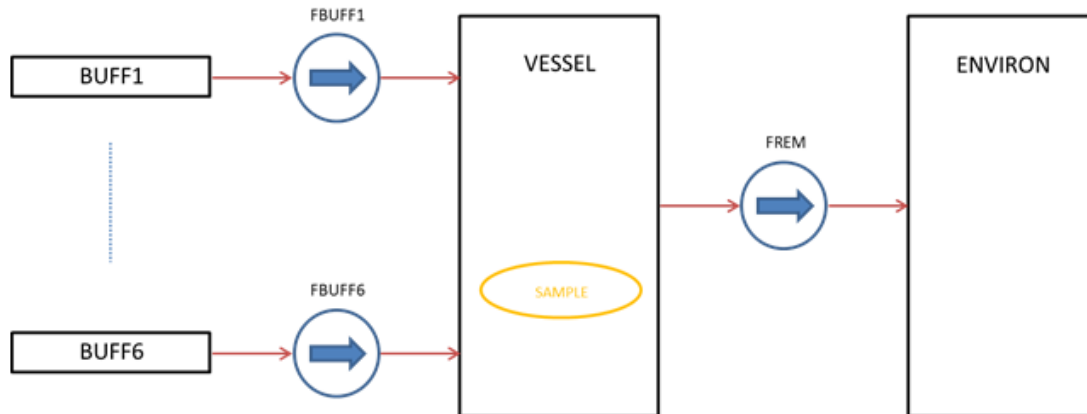 FBUFF1
BUFF1
VESSEL
ENVIRON
FREM
SAMPLE
FBUFF6
BUFF6